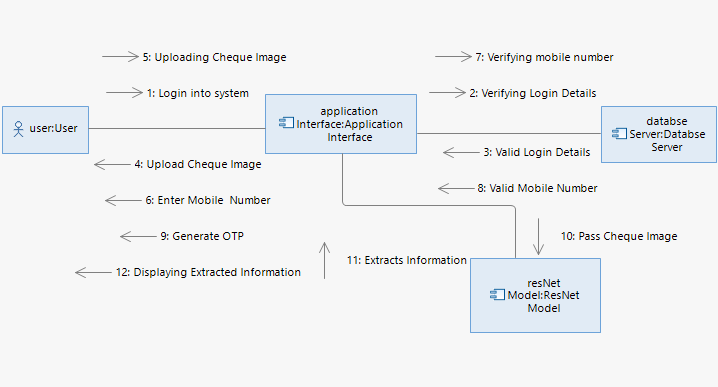 5: Uploading Cheque Image
7: Verifying mobile number
1: Login into system
2: Verifying Login Details
user:User
application
Interface:Application
Interface
databse
Server:Databse
Server
4: Upload Cheque Image
3: Valid Login Details
6: Enter Mobile  Number
8: Valid Mobile Number
9: Generate OTP
10: Pass Cheque Image
12: Displaying Extracted Information
11: Extracts Information
resNet
Model:ResNet
Model